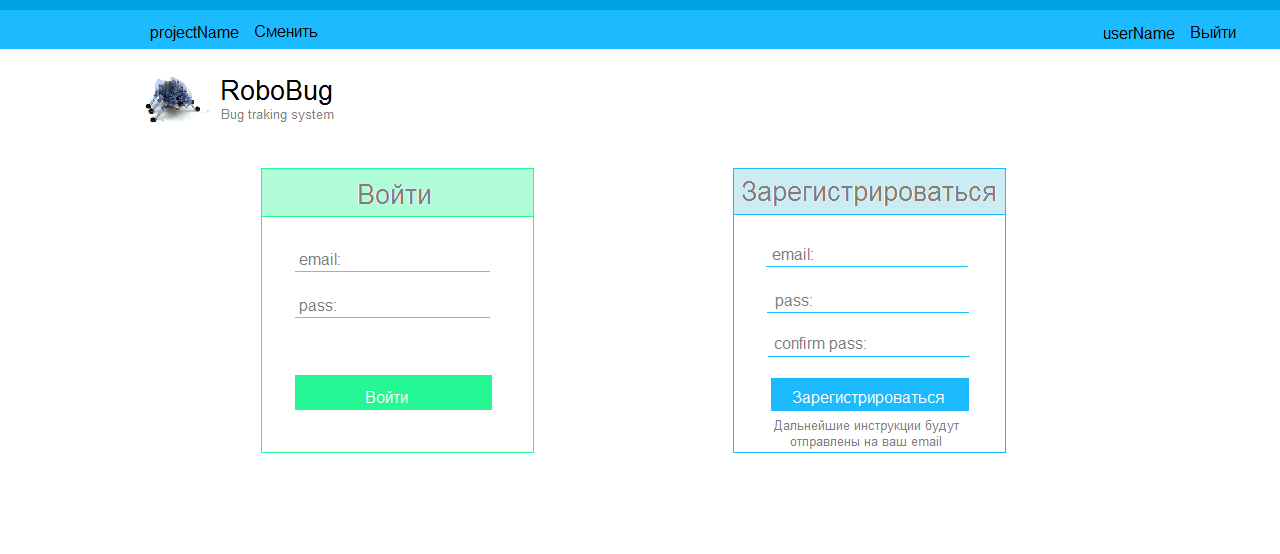 projectName Сменить userName Выйти
RoboBug
Bug traking system
Войти
email:
pass:
Войти
Зарегистрироваться
email:
pass:
confirm pass:
Зарегистрироваться
Дальнейшие инструкции будут
отправлены на ваш email